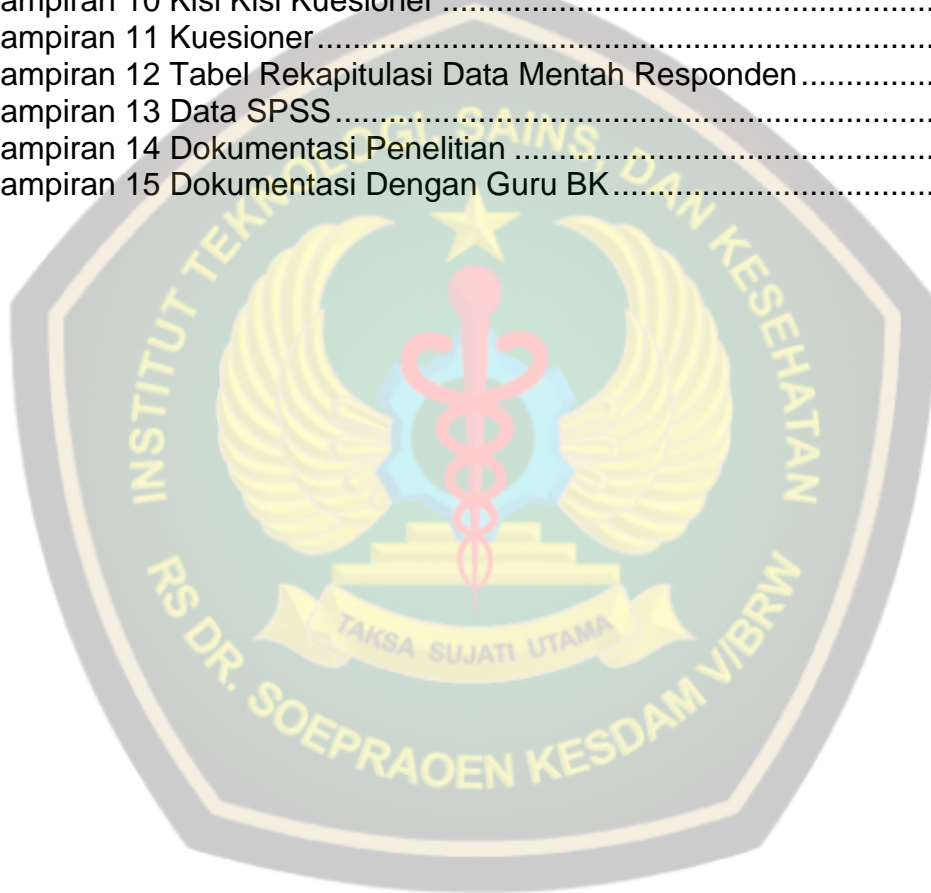 ampiran 10 Kisi Kisi Kuesioner
ampiran 11 Kuesioner
ampiran 12 Tabel Rekapitulasi Data Mentah Responden
ampiran 13 Data SPSS
ampiran 14 Dokumentasi Penelitian
ampiran 15 Dokumentasi Dengan Guru BK
INSTITUT TEKNOLOGI, SAINS, DAN KESEHATAN
TAKSA SUJATI UTAMA
RS DR. SOEPRAOEN KESDAM V/BRW